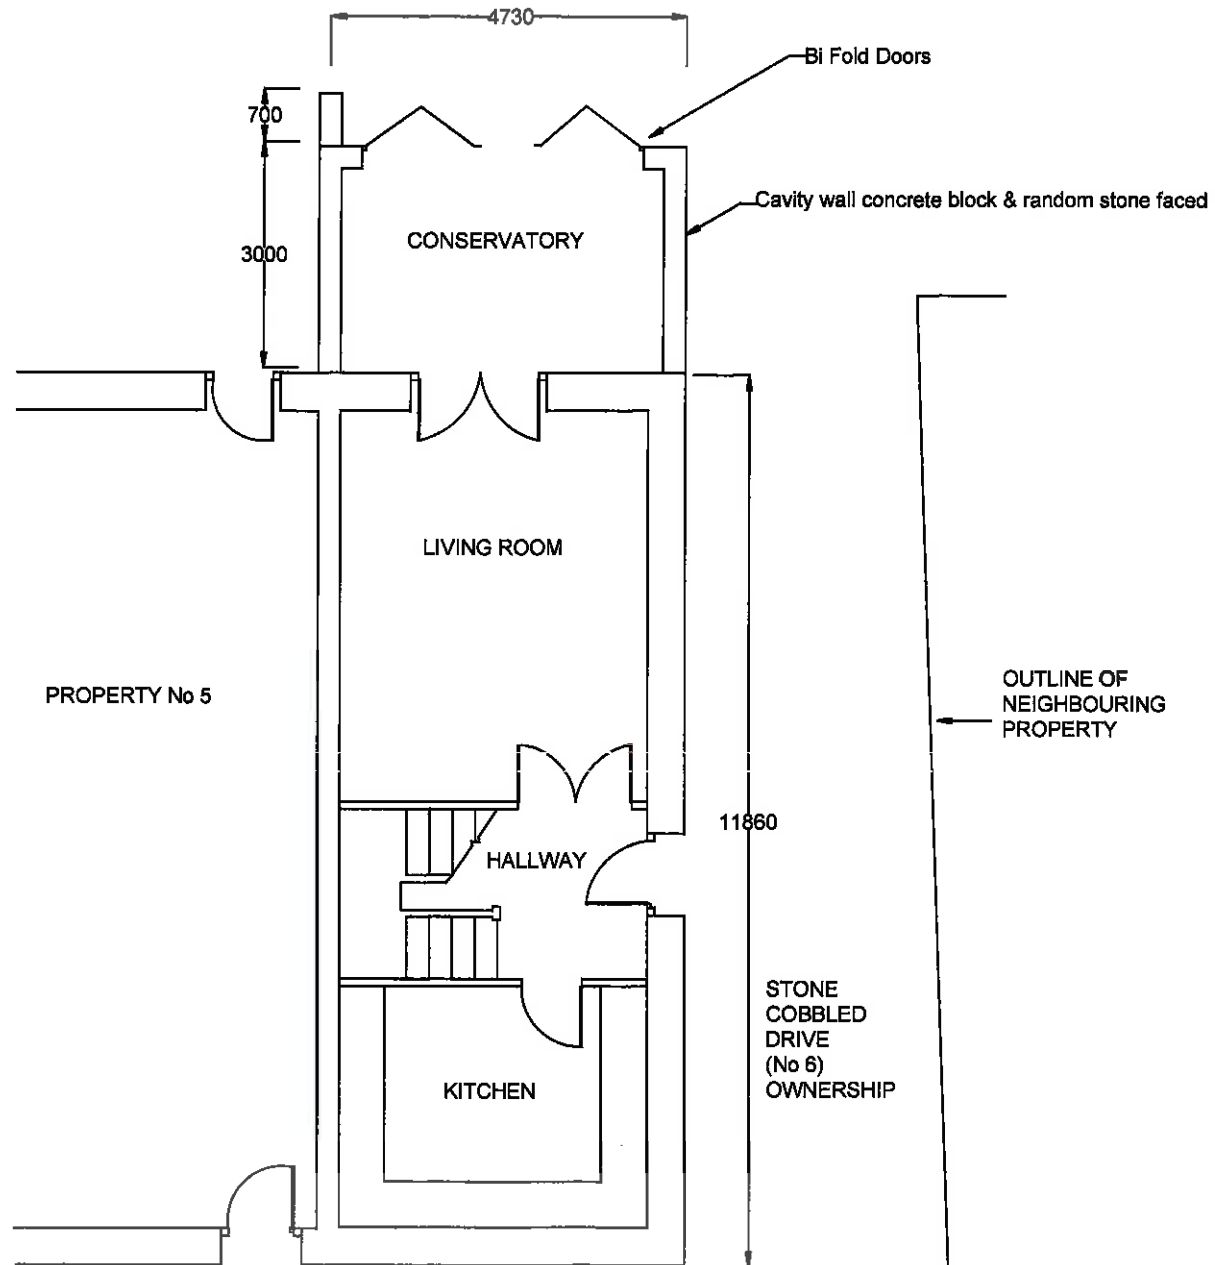 4730
Bi Fold Doors
700
Cavity wall concrete block & random stone faced
CONSERVATORY
3000
LIVING ROOM
PROPERTY No 5
OUTLINE OF
NEIGHBOURING
PROPERTY
11860
HALLWAY
STONE
COBBLED
DRIVE
(No 6)
OWNERSHIP
KITCHEN